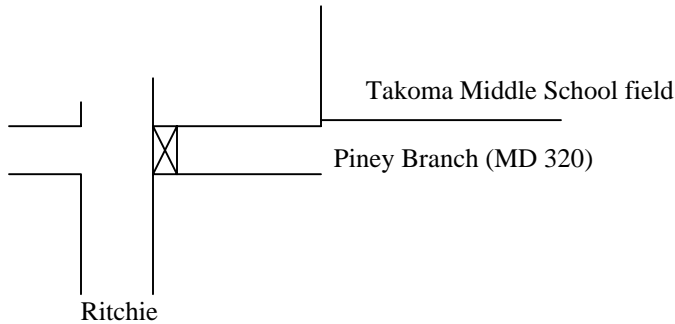 Takoma Middle School field
Piney Branch (MD 320)
Ritchie